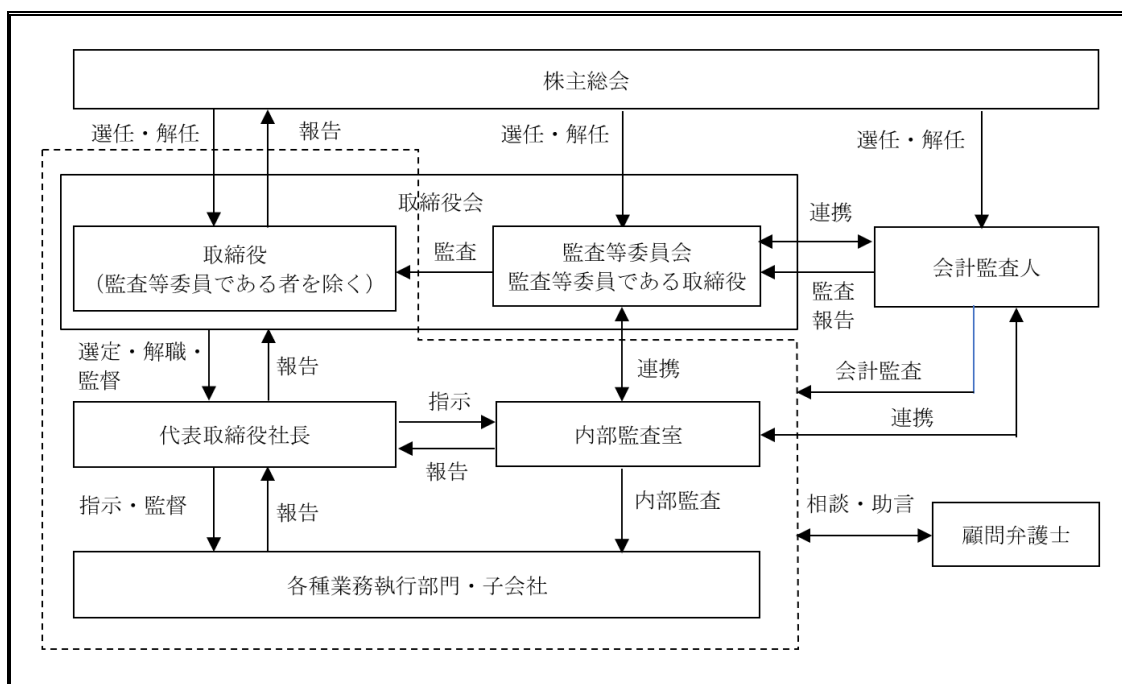 株主総会
選任・解任
報告
選任・解任
選任・解任
取締役会
取締役
（監査等委員である者を除く）
監査
監査等委員会
監査等委員である取締役
連携
監査
報告
会計監査人
選定・解職・
監督
報告
連携
会計監査
代表取締役社長
指示
報告
内部監査室
連携
指示・監督
報告
内部監査
相談・助言
顧問弁護士
各種業務執行部門・子会社